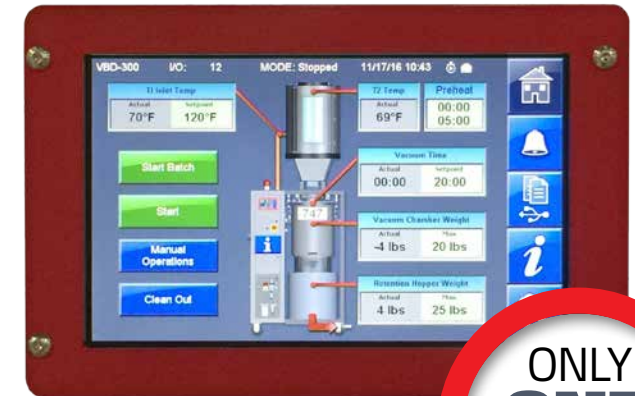 VBD-300 I/O: 12 MODE: Stopped 11/17/16 10:43
T1 Inlet Temp
Actual Setpoint
70°F 120°F
T2 Temp
Actual
69°F
Preheat
00:00
05:00
Start Batch
Start
Manual
Operations
Clean Out
747
i
Vacuum Time
Actual Setpoint
00:00 20:00
Vacuum Chamber Weight
Actual Max
-4 lbs 20 lbs
Retention Hopper Weight
Actual Max
4 lbs 25 lbs
i
ONLY